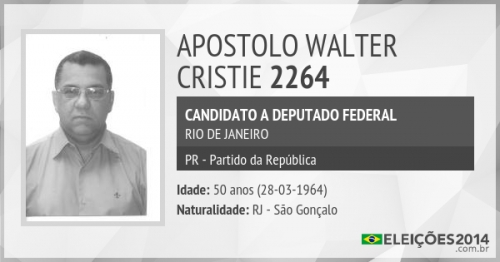 APOSTOLO WALTER
CRISTIE 2264
CANDIDATO A DEPUTADO FEDERAL
RIO DE JANEIRO
PR - Partido da República
Idade: 50 anos (28-03-1964)
Naturalidade: RJ - São Gonçalo
ELEIÇÕES2014
.com.br